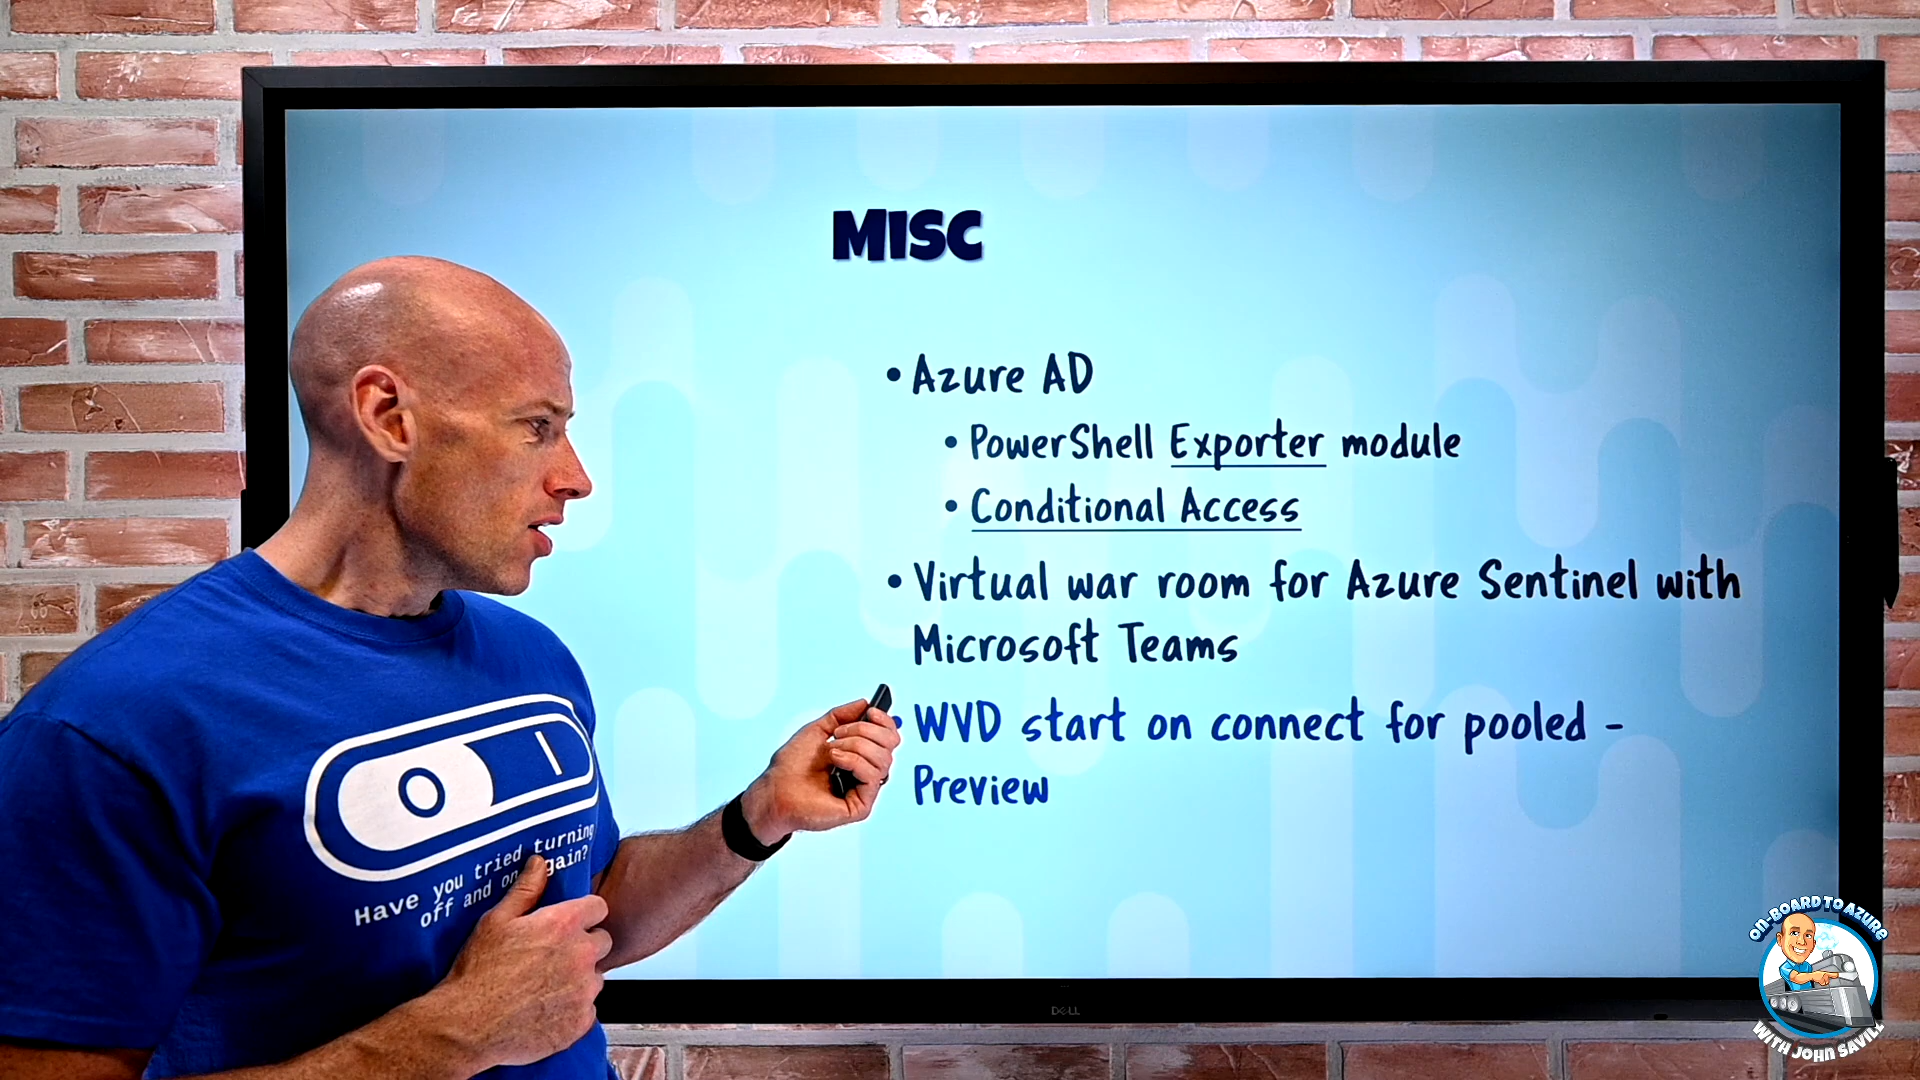 MISC
• Azure AD
• PowerShell Exporter module
• Conditional Access
• Virtual war room for Azure Sentinel with
Microsoft Teams
• WVD start on connect for pooled -
Preview
Have you tried turning
off and on again?
DELL
ON-BOARD TO AZURE
WITH JOHN SAVILL